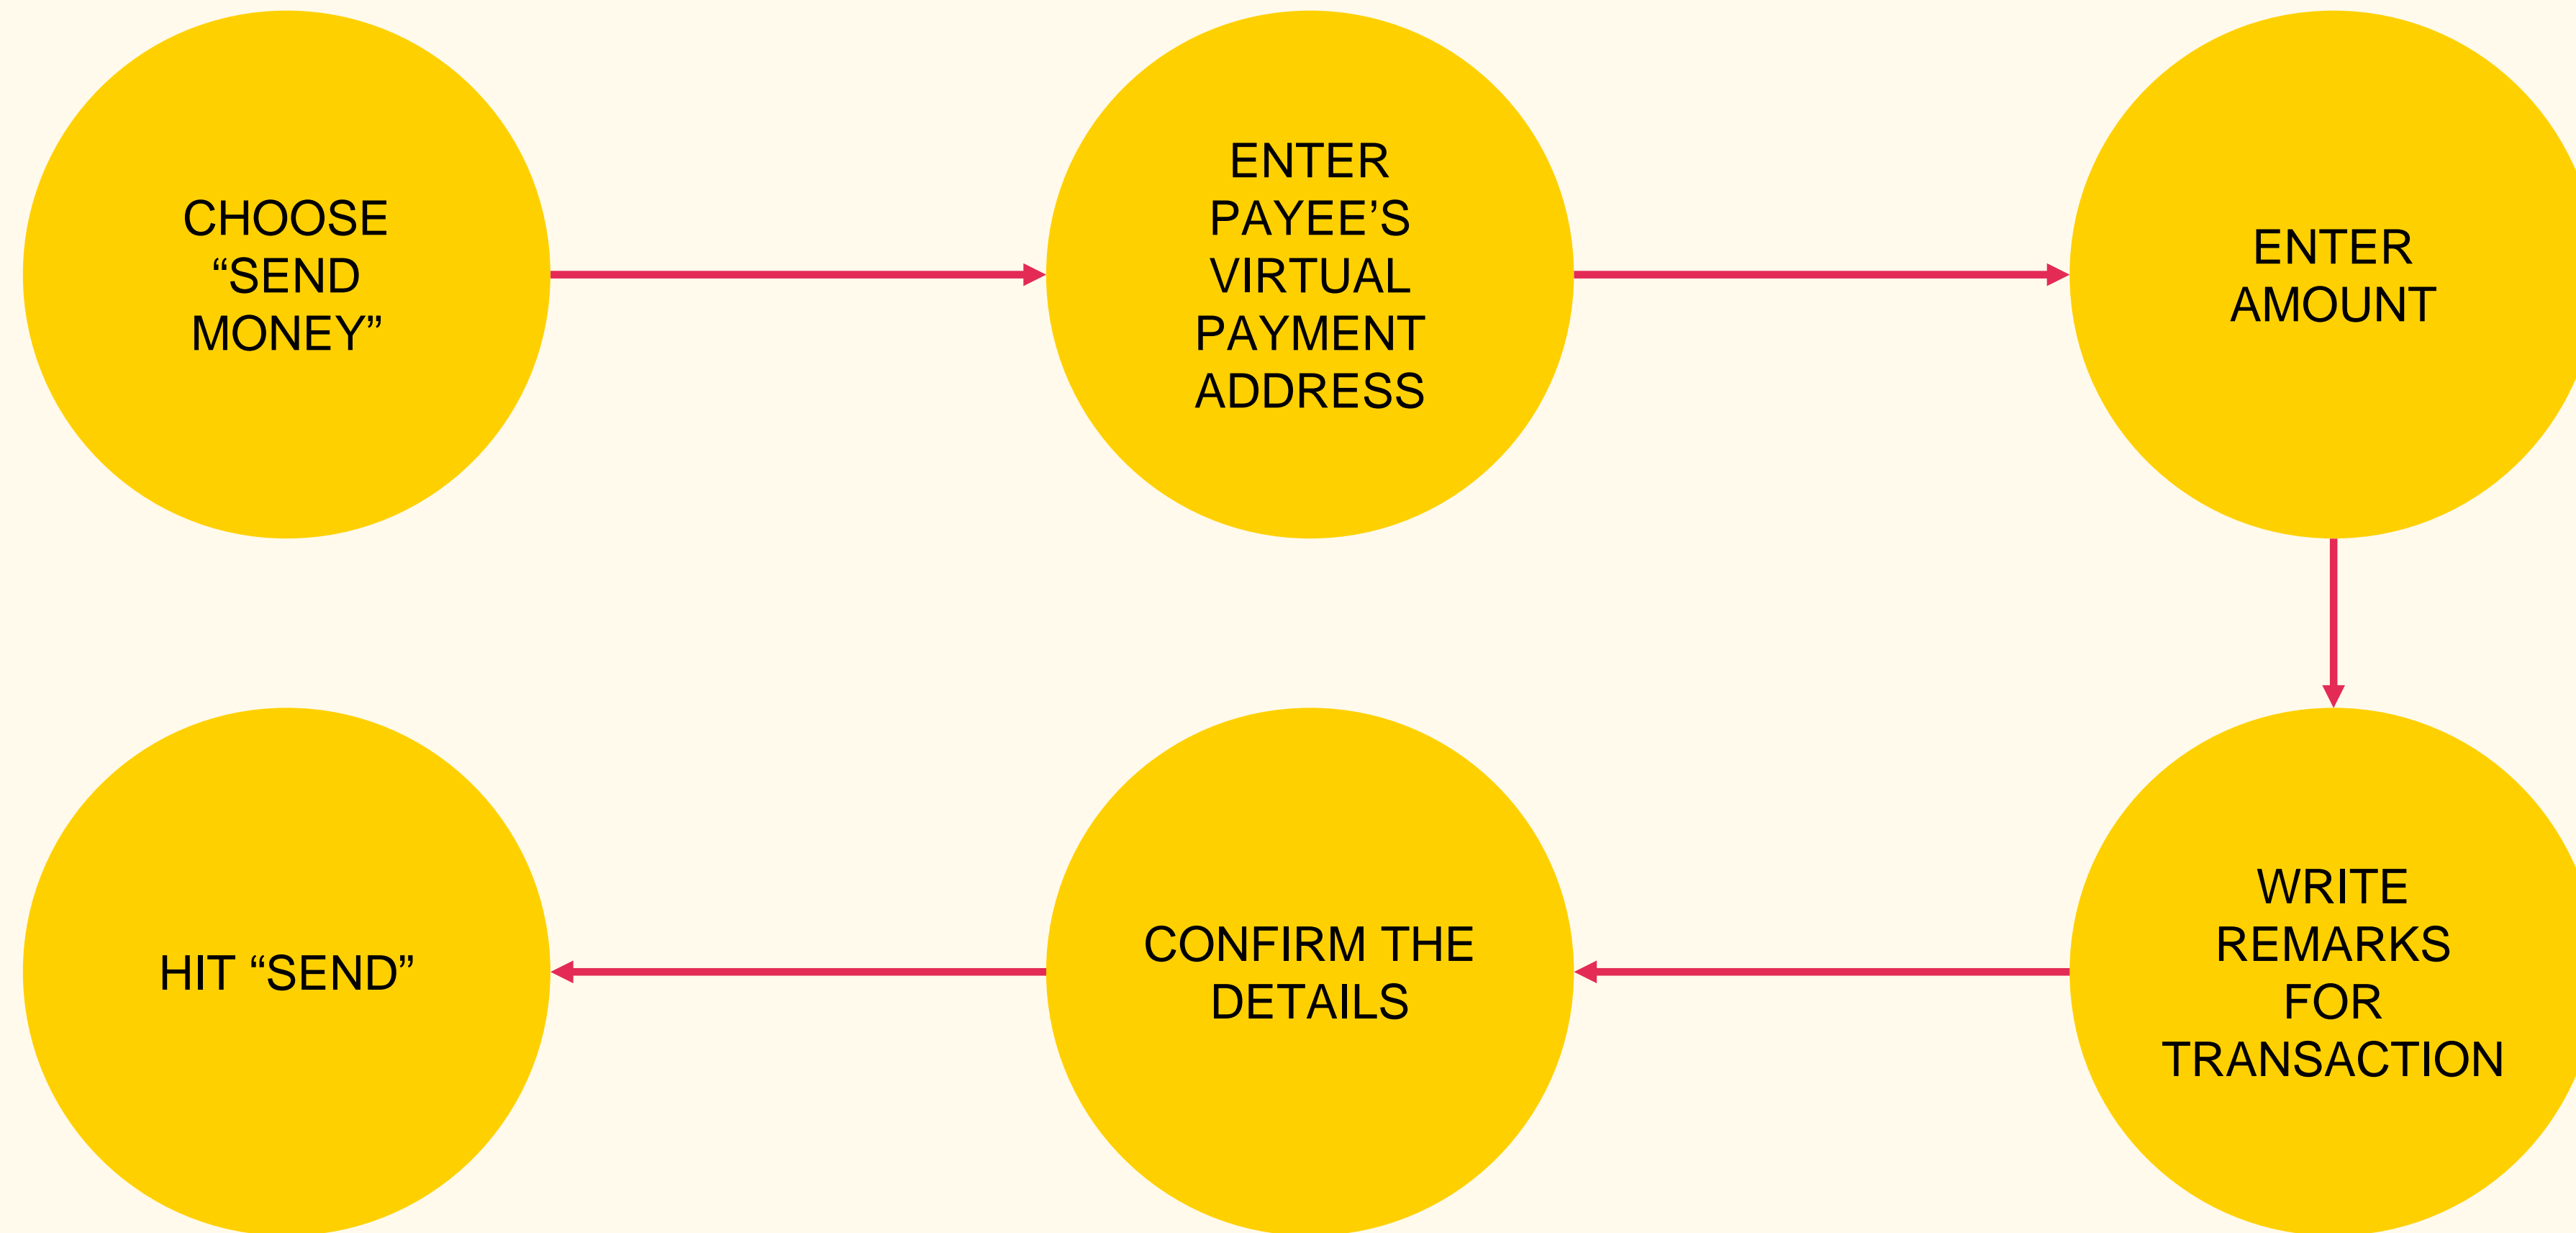 CHOOSE
“SEND
MONEY”
ENTER
PAYEE’S
VIRTUAL
PAYMENT
ADDRESS
ENTER
AMOUNT
WRITE
REMARKS
FOR
TRANSACTION
CONFIRM THE
DETAILS
HIT “SEND”